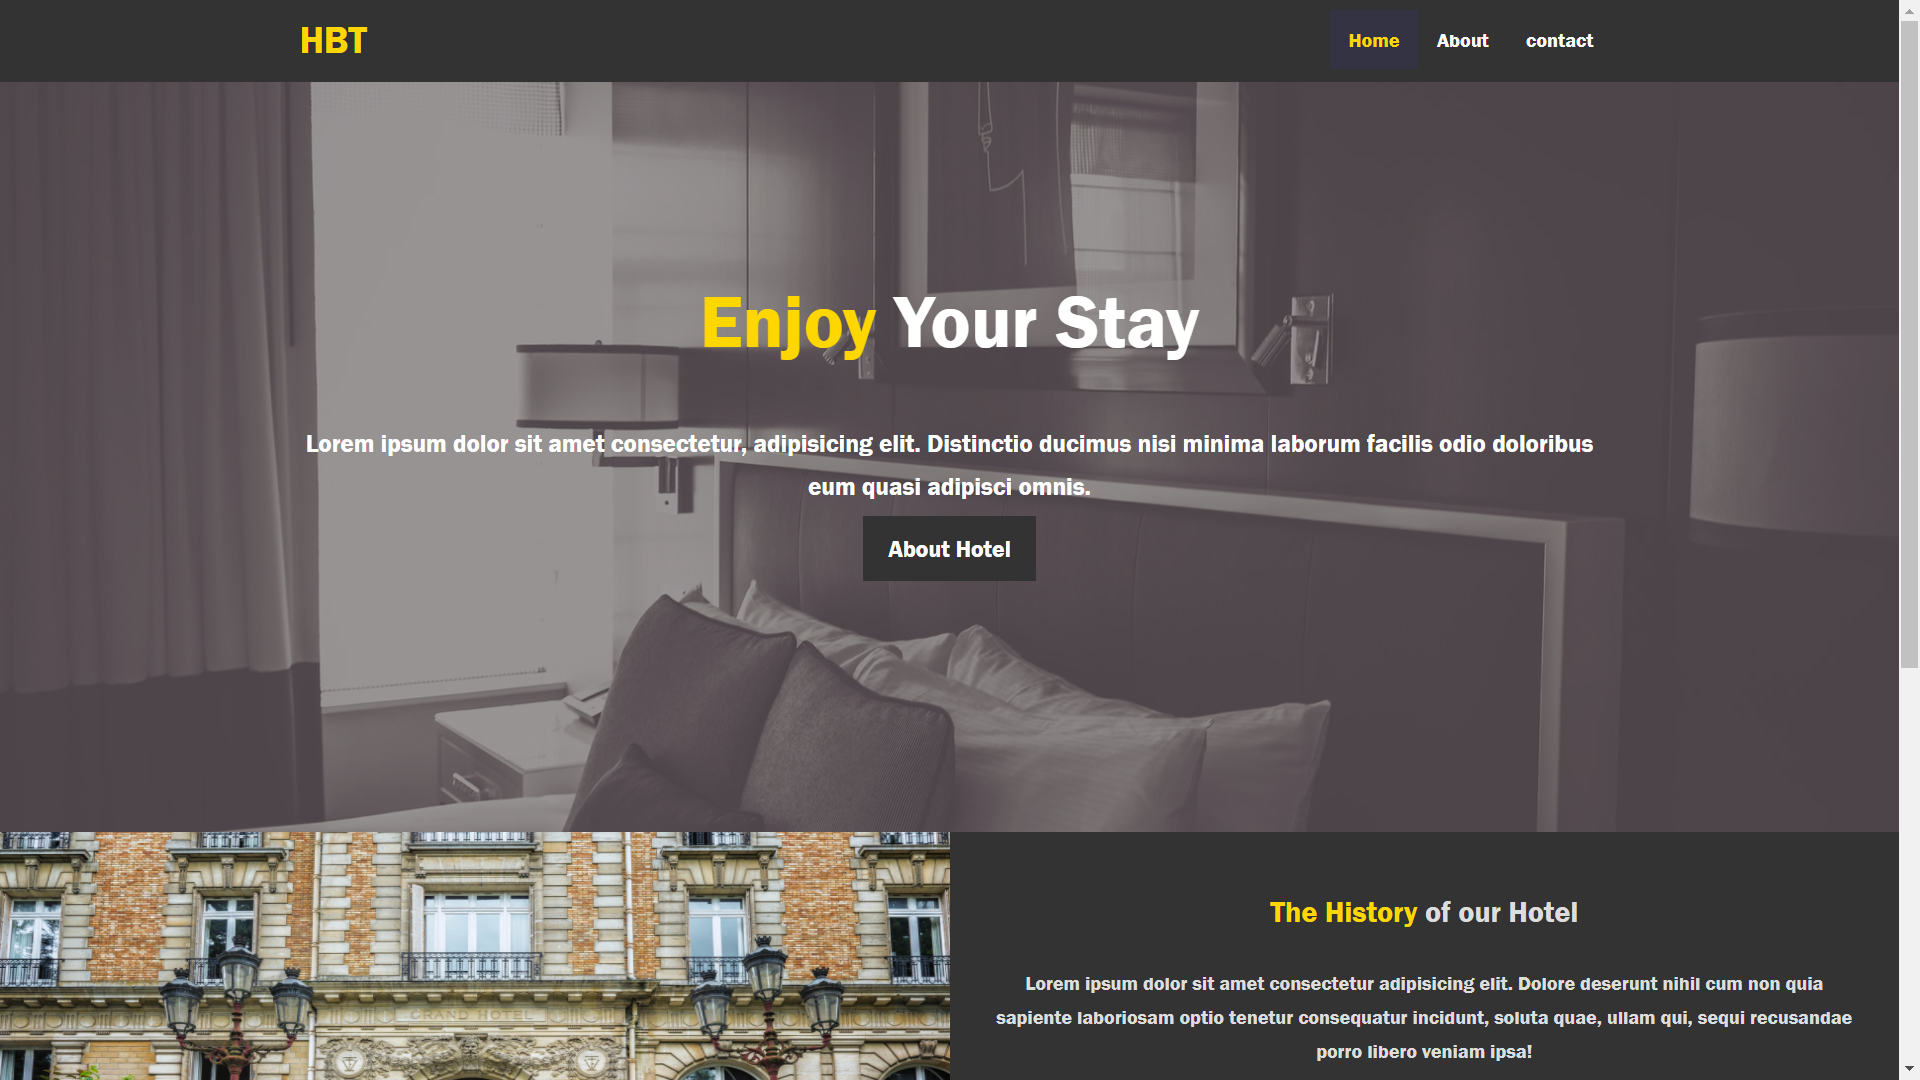 HBT
Home
About
contact
Enjoy Your Stay
Lorem ipsum dolor sit amet consectetur, adipisicing elit. Distinctio ducimus nisi minima laborum facilis odio doloribus
eum quasi adipisci omnis.
About Hotel
GRAND HOTEL
The History of our Hotel
Lorem ipsum dolor sit amet consectetur adipisicing elit. Dolore deserunt nihil cum non quia
sapiente laboriosam optio tenetur consequatur incidunt, soluta quae, ullam qui, sequi recusandae
porro libero veniam ipsa!